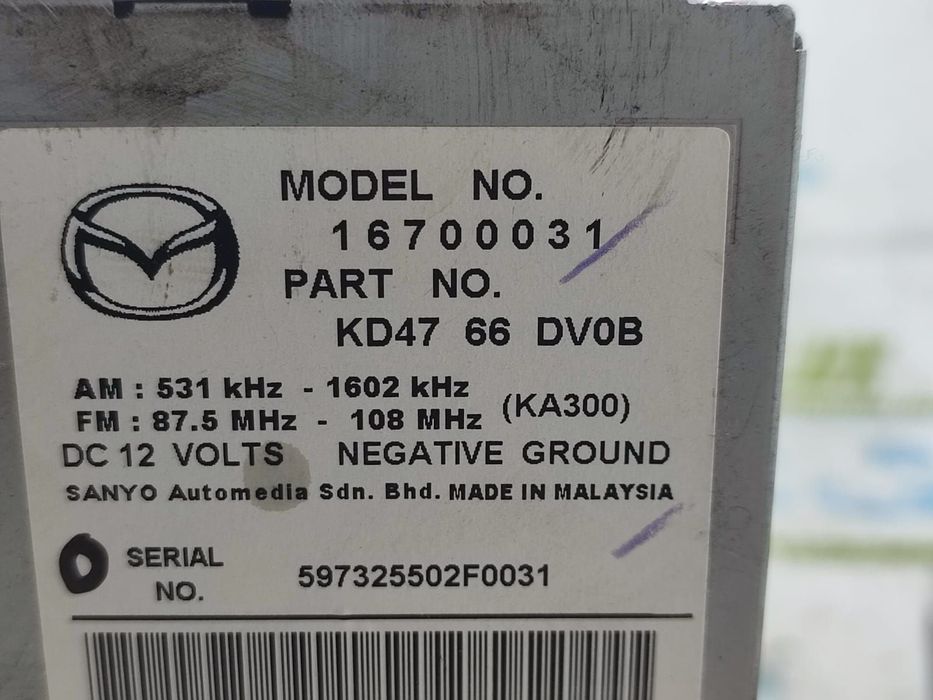 MODEL NO.
16700031
PART NO.
KD47 66 DV0B
AM : 531 kHz - 1602 kHz
FM : 87.5 MHz - 108 MHz (KA300)
DC 12 VOLTS NEGATIVE GROUND
SANYO Automedia Sdn. Bhd. MADE IN MALAYSIA
SERIAL NO. 597325502F0031